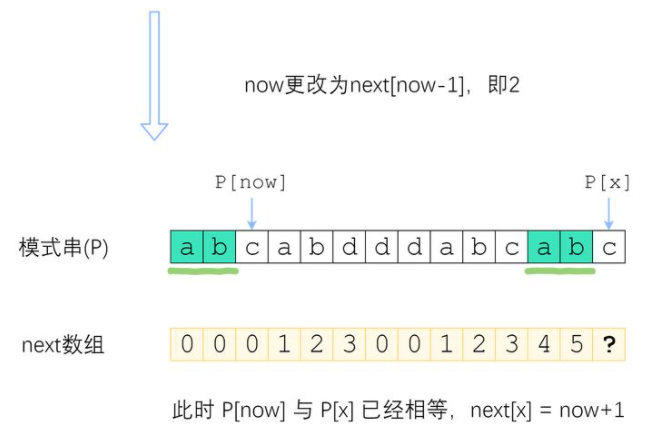 now更改为next[now-1]，即2
P[now] P[x]
模式串(P) a b c a b d d d a b c a b c
next数组 0 0 0 1 2 3 0 0 1 2 3 4 5 ?
此时 P[now] 与 P[x] 已经相等，next[x] = now+1